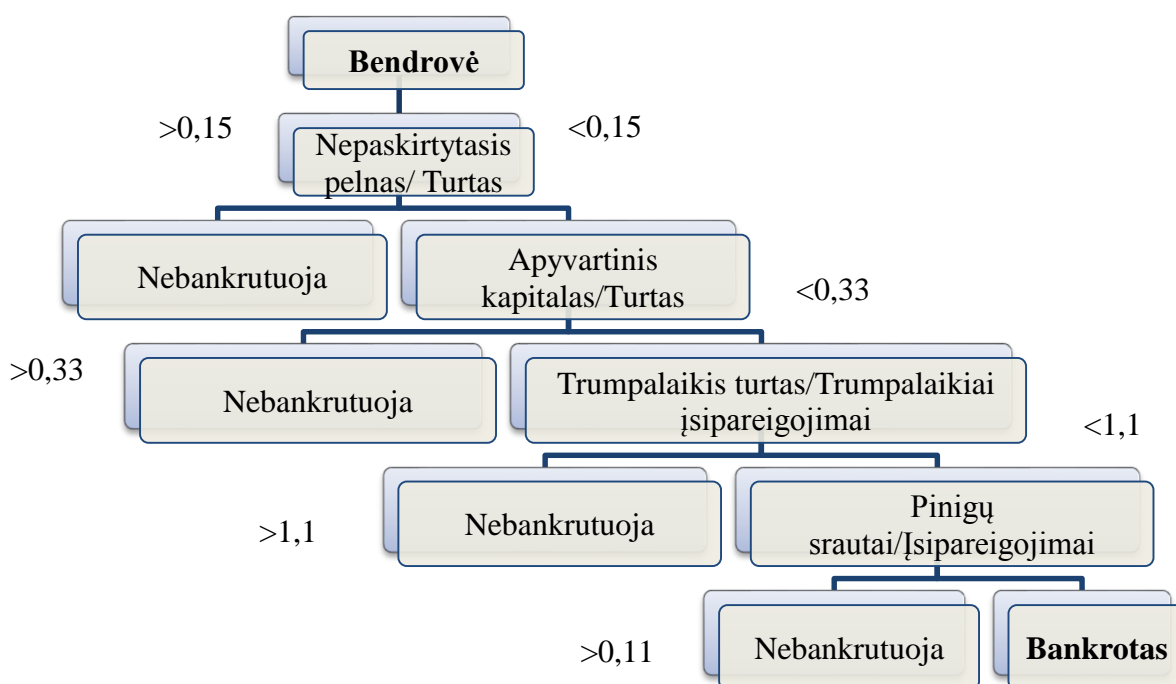 Bendrovė
>0,15
<0,15
Nepaskirtytasis
pelnas/ Turtas
Nebankrutuoja
Apyvartinis
kapitalas/Turtas
<0,33
>0,33
Nebankrutuoja
Trumpalaikis turtas/Trumpalaikiai
įsipareigojimai
<1,1
>1,1
Nebankrutuoja
Pinigų
srautai/Įsipareigojimai
>0,11
Nebankrutuoja
Bankrotas